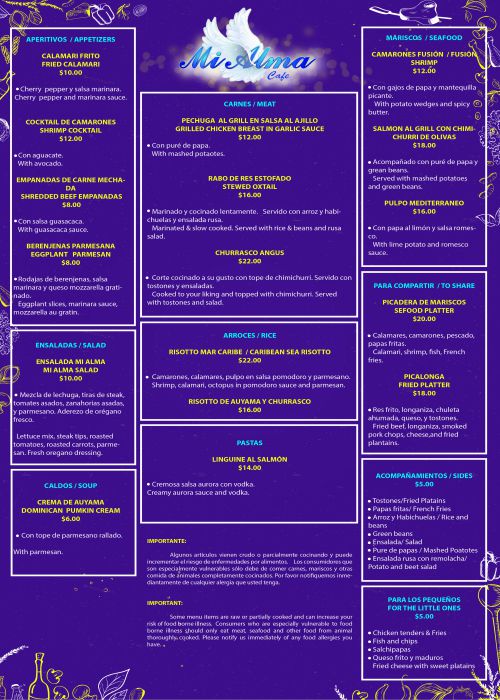 APERITIVOS / APPETIZERS
CALAMARI FRITO
FRIED CALAMARI
$10.00
•Cherry pepper y salsa marinara.
Cherry pepper and marinara sauce.
COCKTAIL DE CAMARONES
SHRIMP COCKTAIL
$12.00
•Con aguacate.
With avocado.
EMPANADAS DE CARNE MECHA-
DA
SHREDDED BEEF EMPANADAS
$8.00
•Con salsa guasacaca.
With guasacaca sauce.
BERENJENAS PARMESANA
EGGPLANT PARMESAN
$8.00
•Rodajas de berenjenas, salsa
marinara y queso mozzarella grati-
nado.
Eggplant slices, marinara sauce,
mozzarella au gratin.
ENSALADAS / SALAD
ENSALADA MI ALMA
MI ALMA SALAD
$10.00
• Mezcla de lechuga, tiras de steak,
tomates asados, zanahorias asadas,
y parmesano. Aderezo de orégano
fresco.
Lettuce mix, steak tips, roasted
tomatoes, roasted carrots, parme-
san. Fresh oregano dressing.
CALDOS / SOUP
CREMA DE AUYAMA
DOMINICAN PUMKIN CREAM
$6.00
• Con tope de parmesano rallado.
With parmesan.
Mi Alma
Cafe
CARNES / MEAT
PECHUGA AL GRILL EN SALSA AL AJILLO
GRILLED CHICKEN BREAST IN GARLIC SAUCE
$12.00
• Con puré de papa.
With mashed potaotes.
RABO DE RES ESTOFADO
STEWED OXTAIL
$16.00
• Marinado y cocinado lentamente. Servido con arroz y habi-
chuelas y ensalada rusa.
Marinated & slow cooked. Served with rice & beans and rusa
salad.
CHURRASCO ANGUS
$22.00
• Corte cocinado a su gusto con tope de chimichurri. Servido con
tostones y ensaladas.
Cooked to your liking and topped with chimichurri. Served
with tostones and salad.
ARROCES / RICE
RISOTTO MAR CARIBE / CARIBEAN SEA RISOTTO
$22.00
• Camarones, calamares, pulpo en salsa pomodoro y parmesano.
Shrimp, calamari, octopus in pomodoro sauce and parmesan.
RISOTTO DE AUYAMA Y CHURRASCO
$16.00
PASTAS
LINGUINE AL SALMÓN
$14.00
• Cremosa salsa aurora con vodka.
Creamy aurora sauce and vodka.
IMPORTANTE:
Algunos artículos vienen crudo o parcialmente cocinando y puede
incrementar el riesgo de enfermedades por alimentos. Los consumidores que
son especialmente vulnerables sólo debe de comer carnes, mariscos y otras
comida de animales completamente cocinados. Por favor notifiquemos inme-
diantamente de cualquier alergia que usted tenga.
IMPORTANT:
Some menu items are raw or partially cooked and can increase your
risk of food borne illness. Consumers who are especially vulnerable to food
borne illness should only eat meat, seafood and other food from animal
thoroughly cooked. Please notify us immediately of any food allergies you
have.
MARISCOS / SEAFOOD
CAMARONES FUSIÓN / FUSIÓN
SHRIMP
$12.00
• Con gajos de papa y mantequilla
picante.
With potato wedges and spicy
butter.
SALMON AL GRILL CON CHIMI-
CHURRI DE OLIVAS
$18.00
• Acompañado con puré de papa y
grean beans.
Served with mashed potatoes
and green beans.
PULPO MEDITERRANEO
$16.00
• Con papa al limón y salsa romes-
co.
With lime potato and romesco
sauce.
PARA COMPARTIR / TO SHARE
PICADERA DE MARISCOS
SEFOOD PLATTER
$20.00
• Calamares, camarones, pescado,
papas fritas.
Calamari, shrimp, fish, French
fries.
PICALONGA
FRIED PLATTER
$18.00
• Res frito, longaniza, chuleta
ahumada, queso, y tostones.
Fried beef, longaniza, smoked
pork chops, cheese,and fried
plantains.
ACOMPAÑAMIENTOS / SIDES
$5.00
• Tostones/Fried Platains
• Papas fritas/ French Fries
• Arroz y Habichuelas / Rice and
beans
• Green beans
• Ensalada/ Salad
• Pure de papas / Mashed Poatotes
• Ensalada rusa con remolacha/
Potato and beet salad
PARA LOS PEQUEÑOS
FOR THE LITTLE ONES
$5.00
• Chicken tenders & Fries
• Fish and chips
• Salchipapas
• Queso frito y maduros
Fried cheese with sweet plantains